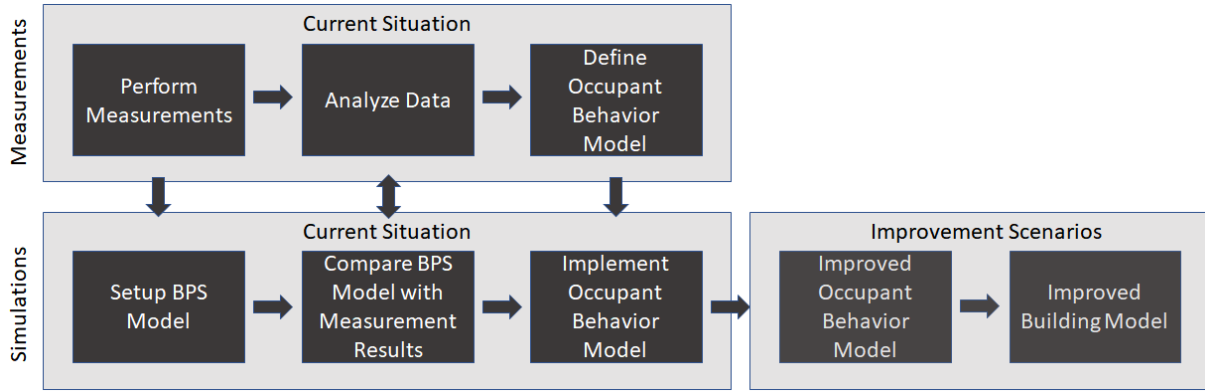 Measurements
Current Situation
Perform
Measurements
Analyze Data
Define
Occupant
Behavior
Model
Simulations
Current Situation
Setup BPS
Model
Compare BPS
Model with
Measurement
Results
Implement
Occupant
Behavior
Model
Improvement Scenarios
Improved
Occupant
Behavior
Model
Improved
Building Model